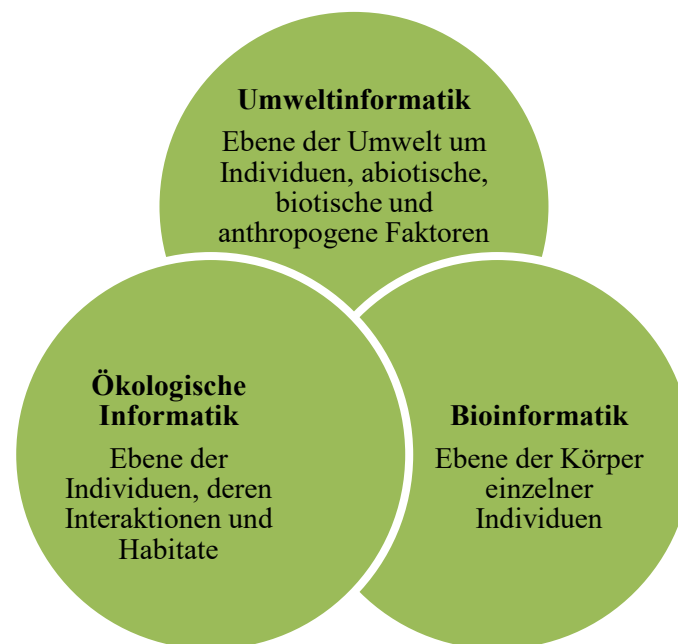 Umweltinformatik
Ebene der Umwelt um
Individuen, abiotische,
biotische und
anthropogene Faktoren
Ökologische
Informatik
Ebene der
Individuen, deren
Interaktionen und
Habitate
Bioinformatik
Ebene der Körper
einzelner
Individuen